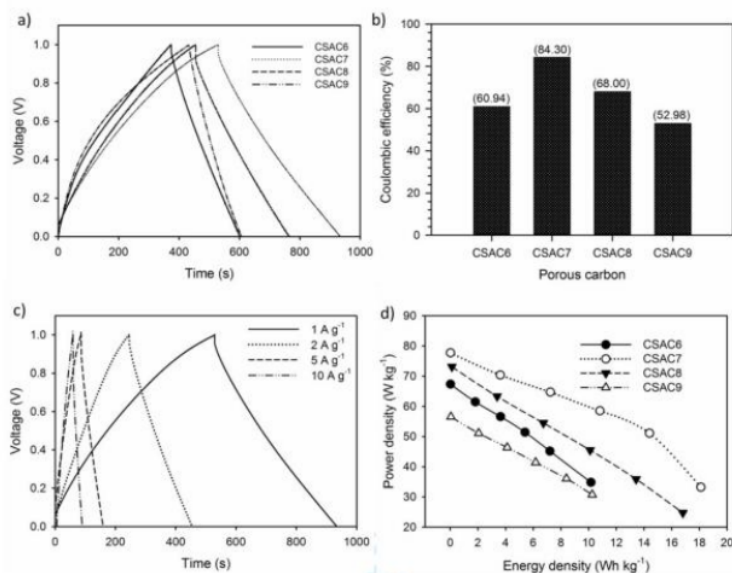 a)
CSAC6
CSAC7
CSAC8
CSAC9
1.0
0.8
0.6
0.4
0.2
0.0
Voltage (V)
0 200 400 600 800 1000
Time (s)
b)
100
80
60
40
20
0
Coulombic efficiency (%)
(60.94)
(84.30)
(68.00)
(52.98)
CSAC6 CSAC7 CSAC8 CSAC9
Porous carbon
c)
1 A g⁻¹
2 A g⁻¹
5 A g⁻¹
10 A g⁻¹
1.0
0.8
0.6
0.4
0.2
0.0
Voltage (V)
0 200 400 600 800 1000
Time (s)
d)
CSAC6
CSAC7
CSAC8
CSAC9
90
80
70
60
50
40
30
20
Power density (W kg⁻¹)
0 2 4 6 8 10 12 14 16 18 20
Energy density (Wh kg⁻¹)